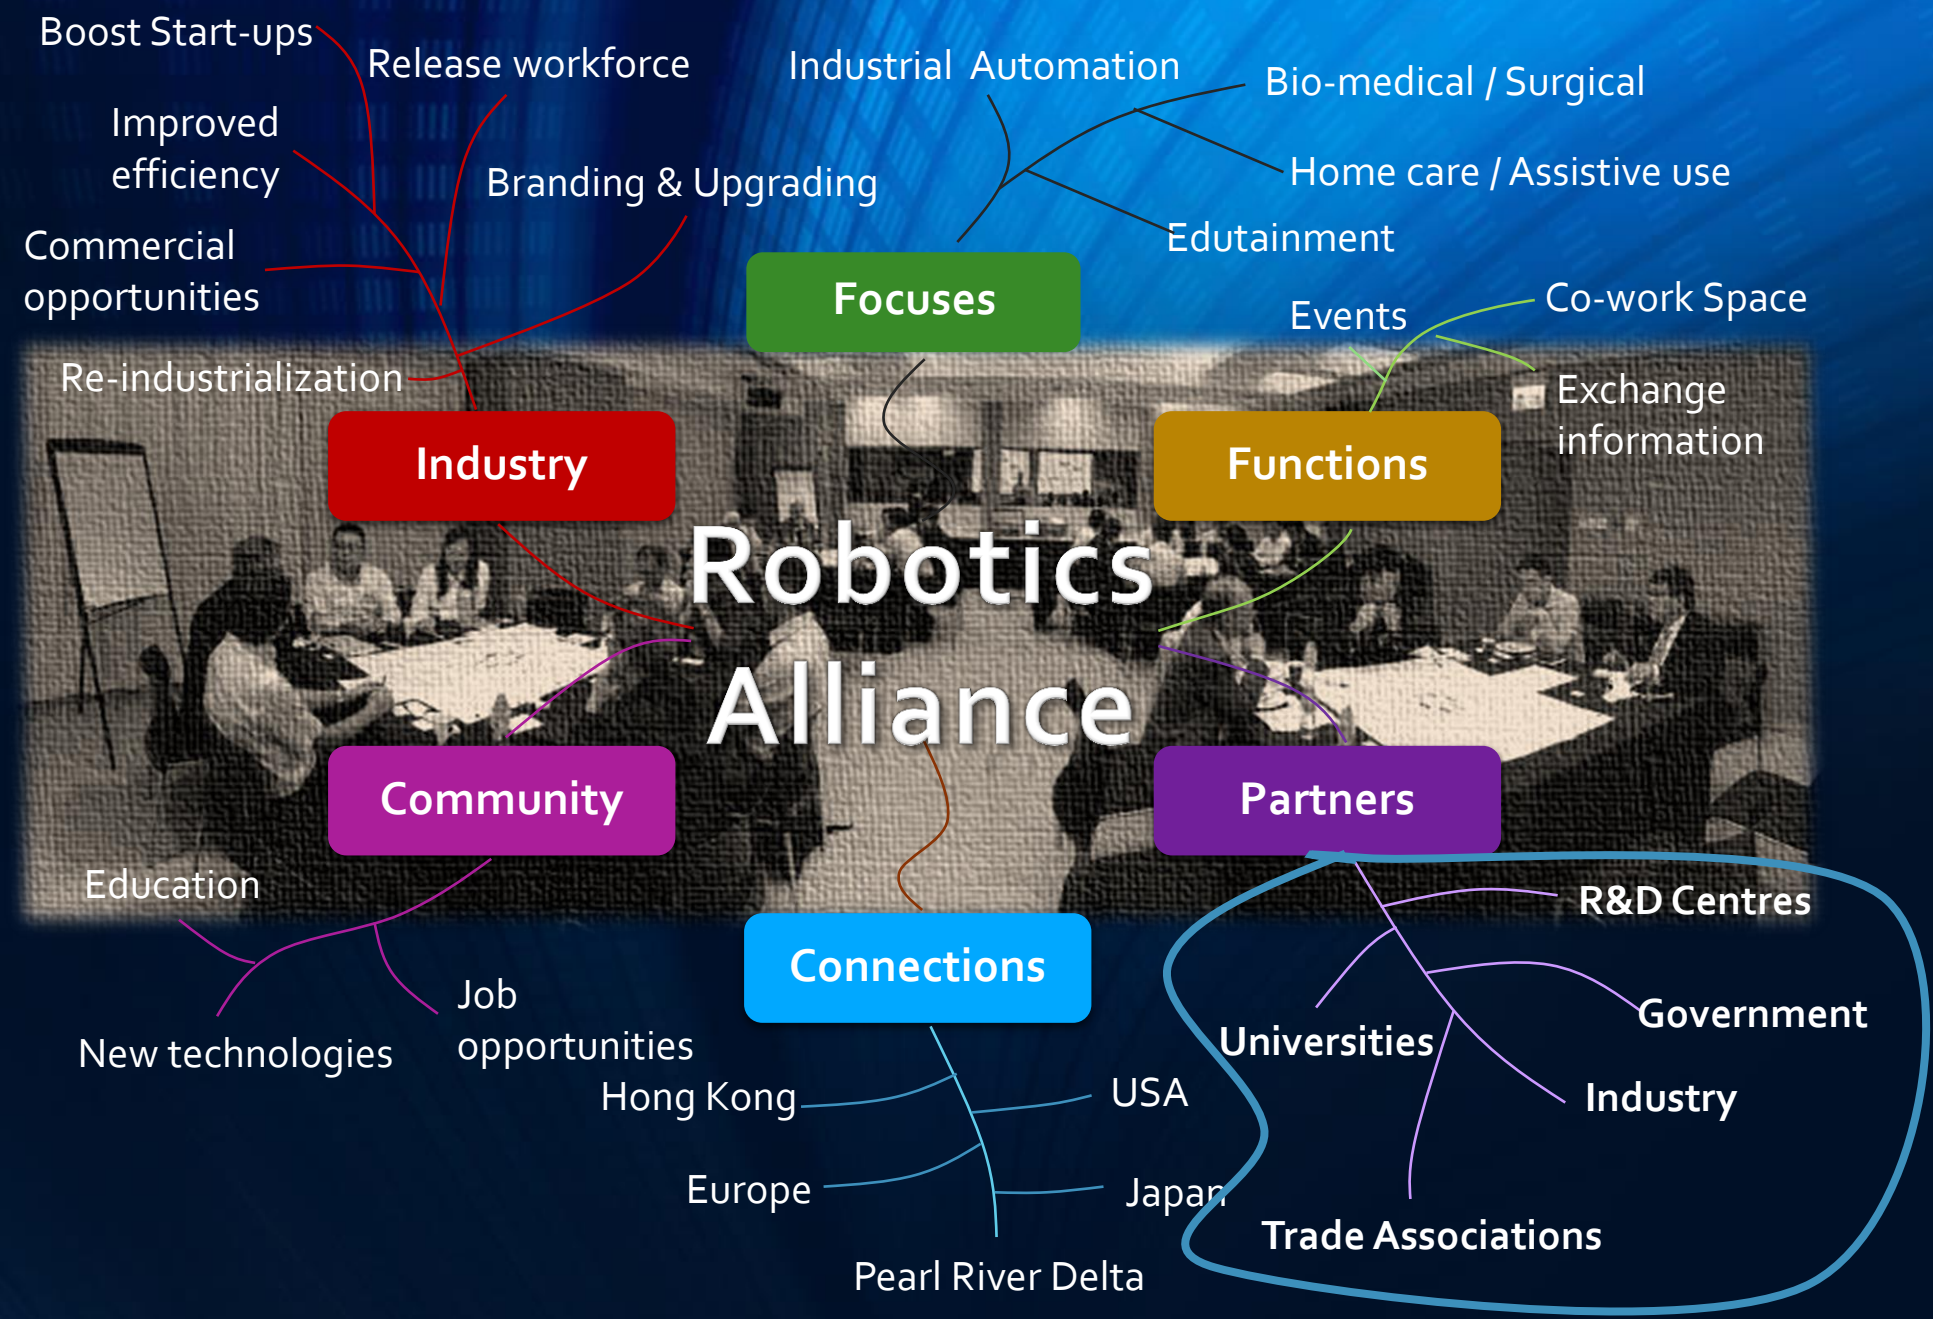 Boost Start-ups
Release workforce
Improved
efficiency
Branding & Upgrading
Commercial
opportunities
Re-industrialization
Industry
Industrial Automation
Bio-medical / Surgical
Home care / Assistive use
Edutainment
Focuses
Events
Co-work Space
Exchange
information
Functions
Robotics
Alliance
Community
Education
New technologies
Job
opportunities
Connections
Hong Kong
USA
Europe
Japan
Pearl River Delta
Partners
R&D Centres
Universities
Government
Industry
Trade Associations